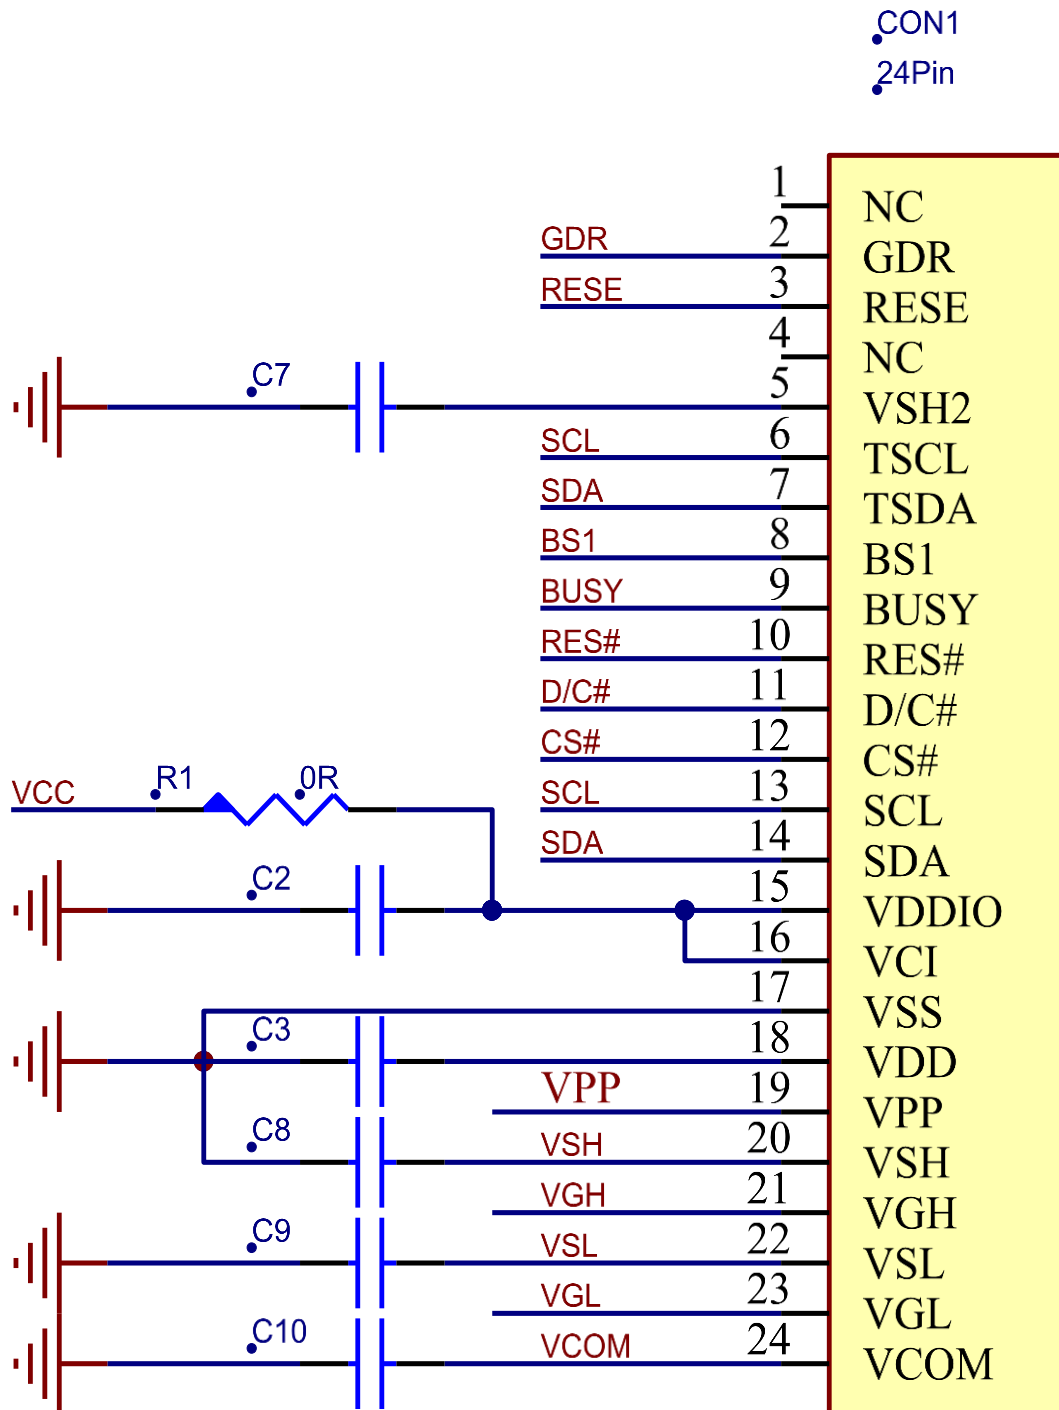 CON1
24Pin
1 NC
GDR 2 GDR
RESE 3 RESE
4 NC
C7 5 VSH2
SCL 6 TSCL
SDA 7 TSDA
BS1 8 BS1
BUSY 9 BUSY
RES# 10 RES#
D/C# 11 D/C#
CS# 12 CS#
VCC R1 0R SCL 13 SCL
SDA 14 SDA
C2 15 VDDIO
16 VCI
17 VSS
C3 18 VDD
VPP 19 VPP
C8 VSH 20 VSH
VGH 21 VGH
C9 VSL 22 VSL
VGL 23 VGL
C10 VCOM 24 VCOM